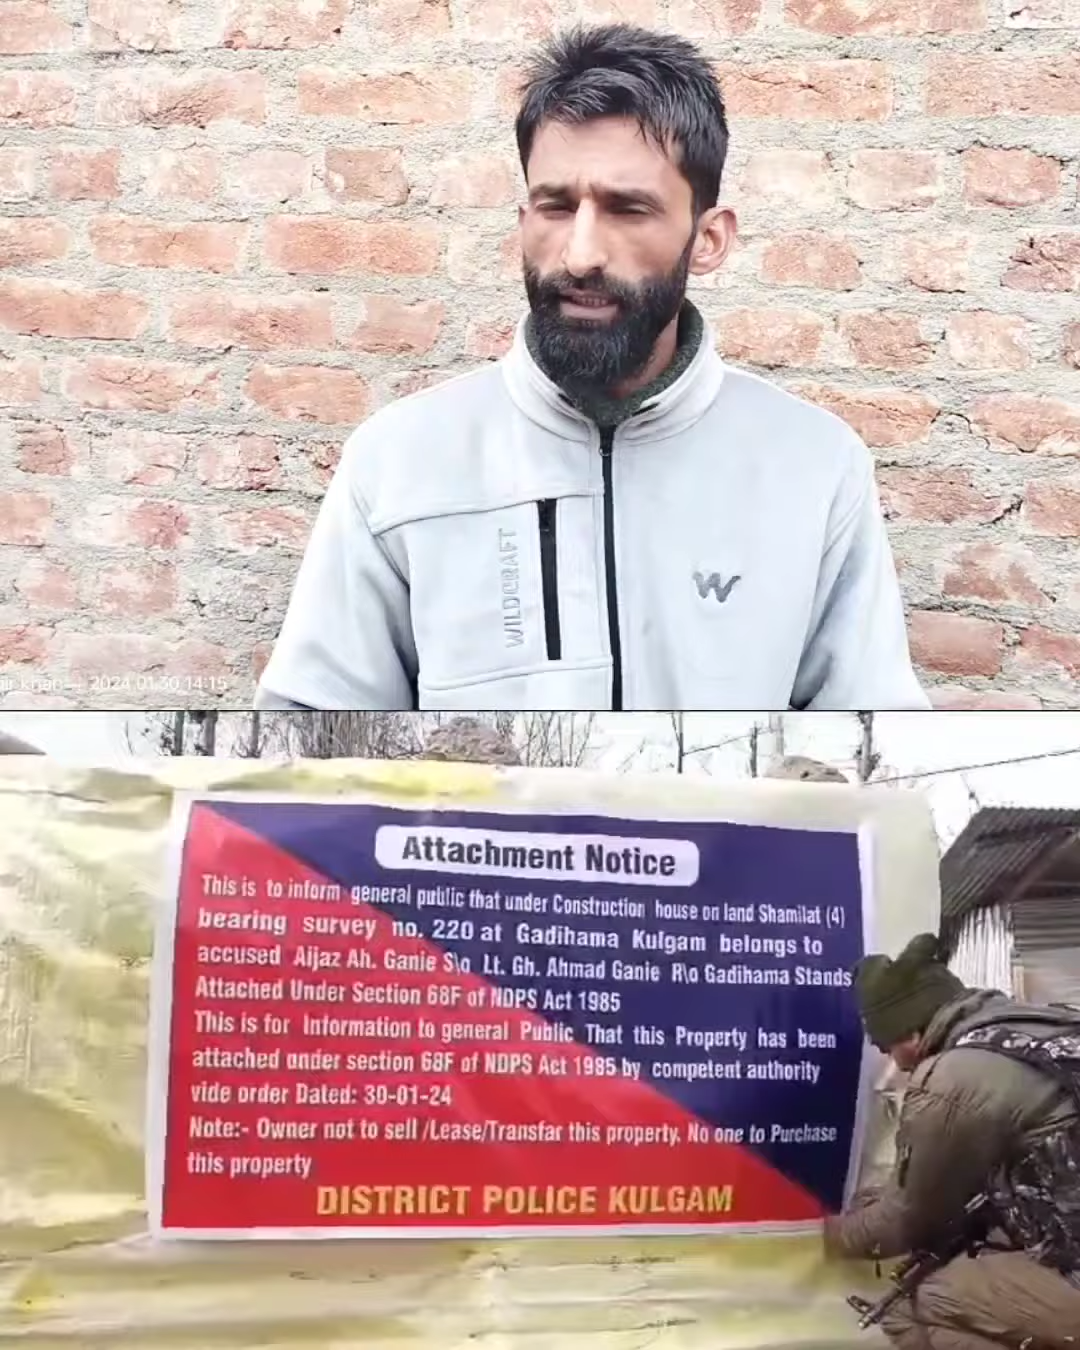 WILDCRAFT
W
khan
2024.01.30 14:15
Attachment Notice
This is to inform general public that under Construction house on land Shamilat (4)
bearing survey no. 220 at Gadihama Kulgam belongs to
accused Aijaz Ah. Ganie S\o Lt. Gh. Ahmad Ganie R\o Gadihama Stands
Attached Under Section 68F of NDPS Act 1985
This is for Information to general Public That this Property has been
attached under section 68F of NDPS Act 1985 by competent authority
vide order Dated: 30-01-24
Note:- Owner not to sell /Lease/Transfar this property. No one to Purchase
this property
DISTRICT POLICE KULGAM